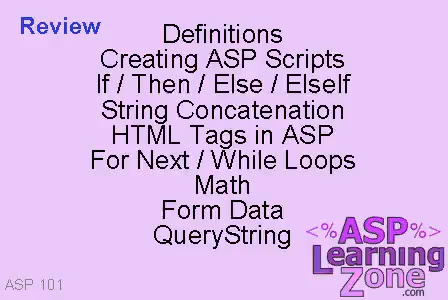 Review
Definitions
Creating ASP Scripts
If / Then / Else / ElseIf
String Concatenation
HTML Tags in ASP
For Next / While Loops
Math
Form Data
QueryString
<%ASP%>
Learning
Zone.com
ASP 101